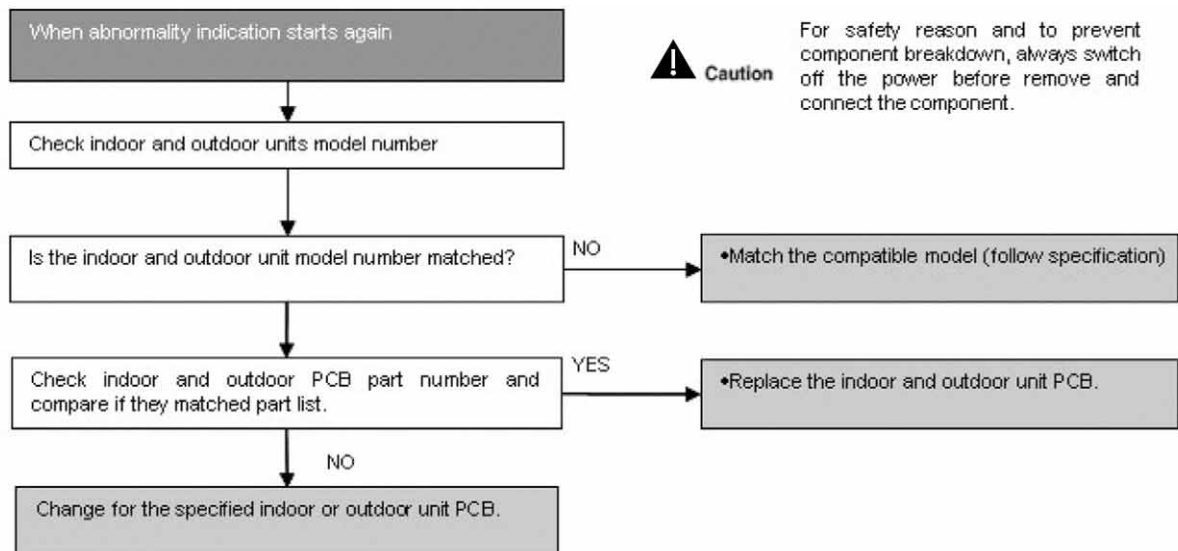 When abnormality indication starts again
For safety reason and to prevent
component breakdown, always switch
off the power before remove and
connect the component.
Caution
Check indoor and outdoor units model number
Is the indoor and outdoor unit model number matched?
NO
•Match the compatible model (follow specification)
Check indoor and outdoor PCB part number and
compare if they matched part list.
YES
•Replace the indoor and outdoor unit PCB.
NO
Change for the specified indoor or outdoor unit PCB.